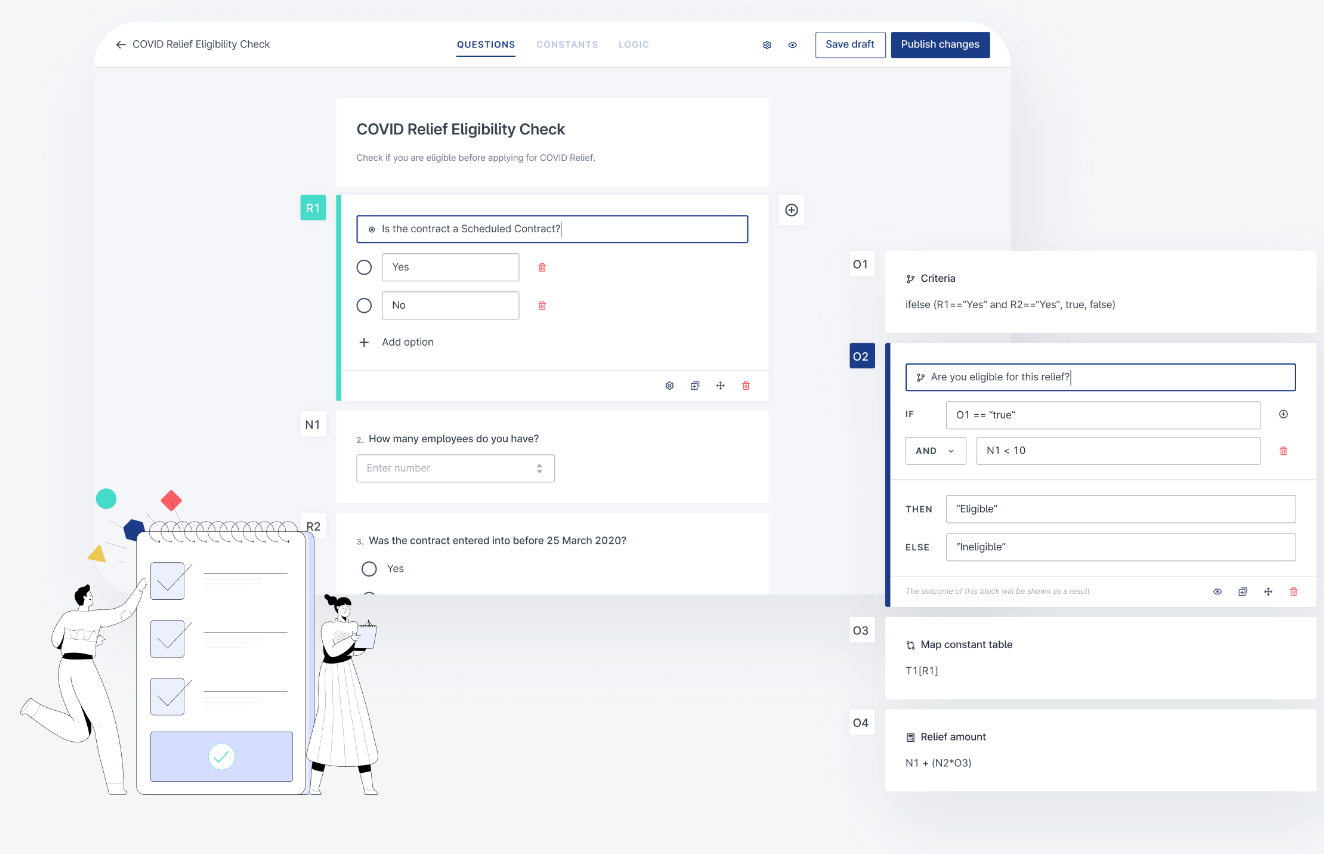 COVID Relief Eligibility Check
QUESTIONS
CONSTANTS
LOGIC
Save draft
Publish changes
COVID Relief Eligibility Check
Check if you are eligible before applying for COVID Relief.
R1
Is the contract a Scheduled Contract?
Yes
No
Add option
N1
2. How many employees do you have?
Enter number
R2
3. Was the contract entered into before 25 March 2020?
Yes
O1
Criteria
ifelse (R1=="Yes" and R2=="Yes", true, false)
O2
Are you eligible for this relief?
IF
O1 == "true"
AND
N1 < 10
THEN
"Eligible"
ELSE
"Ineligible"
The outcome of this block will be shown as a result
O3
Map constant table
T1[R1]
O4
Relief amount
N1 + (N2*O3)